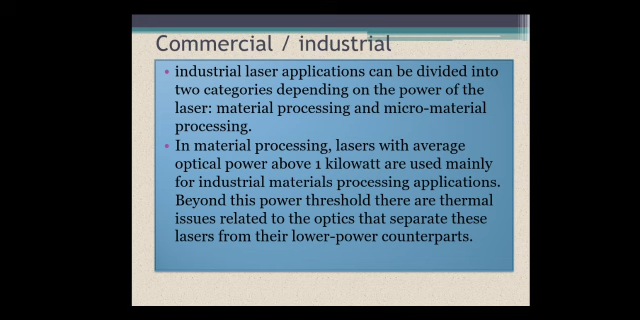 Commercial / industrial
• industrial laser applications can be divided into
two categories depending on the power of the
laser: material processing and micro-material
processing.
• In material processing, lasers with average
optical power above 1 kilowatt are used mainly
for industrial materials processing applications.
Beyond this power threshold there are thermal
issues related to the optics that separate these
lasers from their lower-power counterparts.